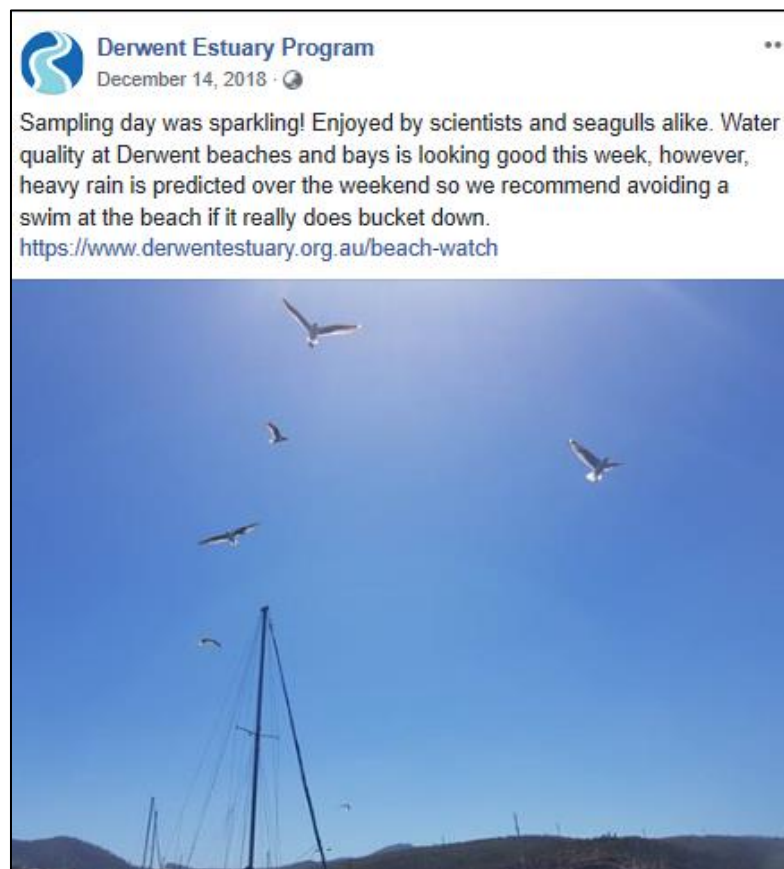 Derwent Estuary Program
December 14, 2018 ·
Sampling day was sparkling! Enjoyed by scientists and seagulls alike. Water
quality at Derwent beaches and bays is looking good this week, however,
heavy rain is predicted over the weekend so we recommend avoiding a
swim at the beach if it really does bucket down.
https://www.derwentestuary.org.au/beach-watch